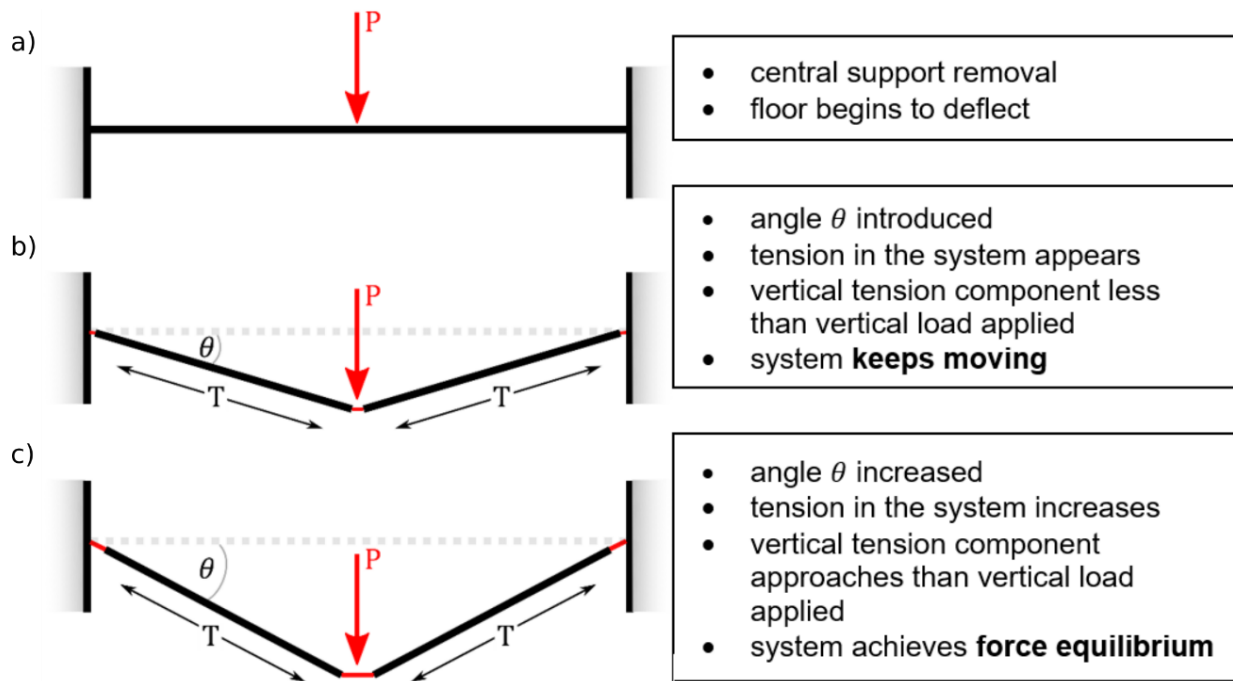 a)
P
• central support removal
• floor begins to deflect
b)
P
θ
T
T
• angle θ introduced
• tension in the system appears
• vertical tension component less
than vertical load applied
• system keeps moving
c)
P
θ
T
T
• angle θ increased
• tension in the system increases
• vertical tension component
approaches than vertical load
applied
• system achieves force equilibrium